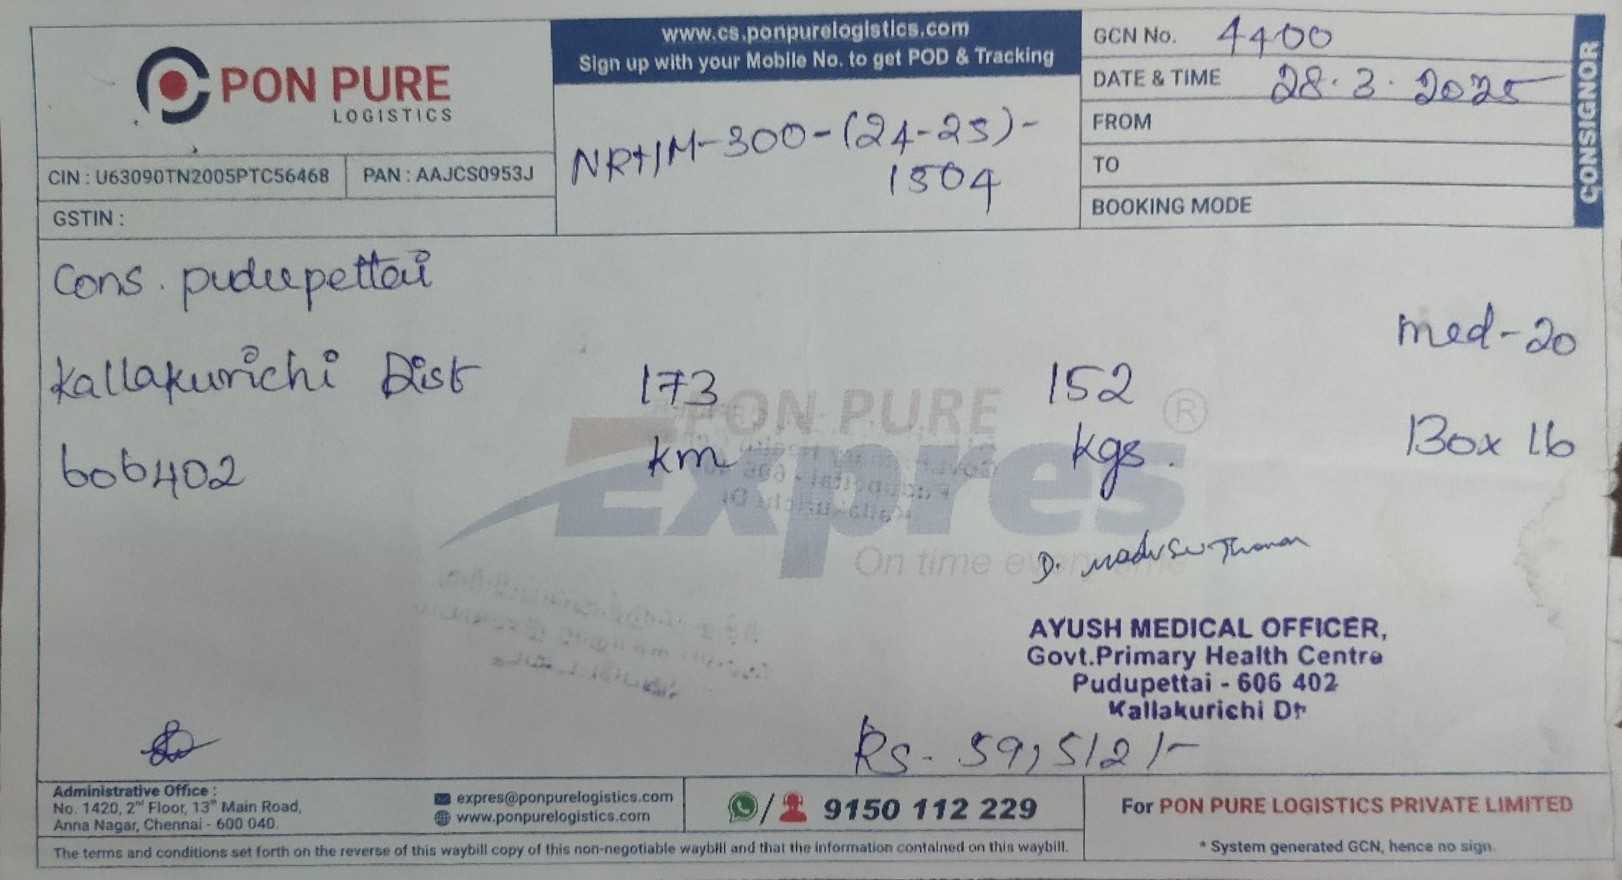 PON PURE
LOGISTICS
CIN : U63090TN2005PTC56468
PAN : AAJCS0953J
GSTIN :
www.cs.ponpurelogistics.com
Sign up with your Mobile No. to get POD & Tracking
NRHM-300-(24-25)-
1504
GCN No. 4400
DATE & TIME 28.3.2025
FROM
TO
BOOKING MODE
CONSIGNOR
Cons. pudupettai
Kallakurichi Dist
606402
173
km
152
kgs.
med-20
Box 16
PON PURE
Expres®
On time
D. Madusuthanan
AYUSH MEDICAL OFFICER,
Govt.Primary Health Centre
Pudupettai - 606 402
Kallakurichi Dt
Rs. 59,512/-
Administrative Office :
No. 1420, 2nd Floor, 13th Main Road,
Anna Nagar, Chennai - 600 040.
expres@ponpurelogistics.com
www.ponpurelogistics.com
9150 112 229
For PON PURE LOGISTICS PRIVATE LIMITED
* System generated GCN, hence no sign.
The terms and conditions set forth on the reverse of this waybill copy of this non-negotiable waybill and that the information contained on this waybill.